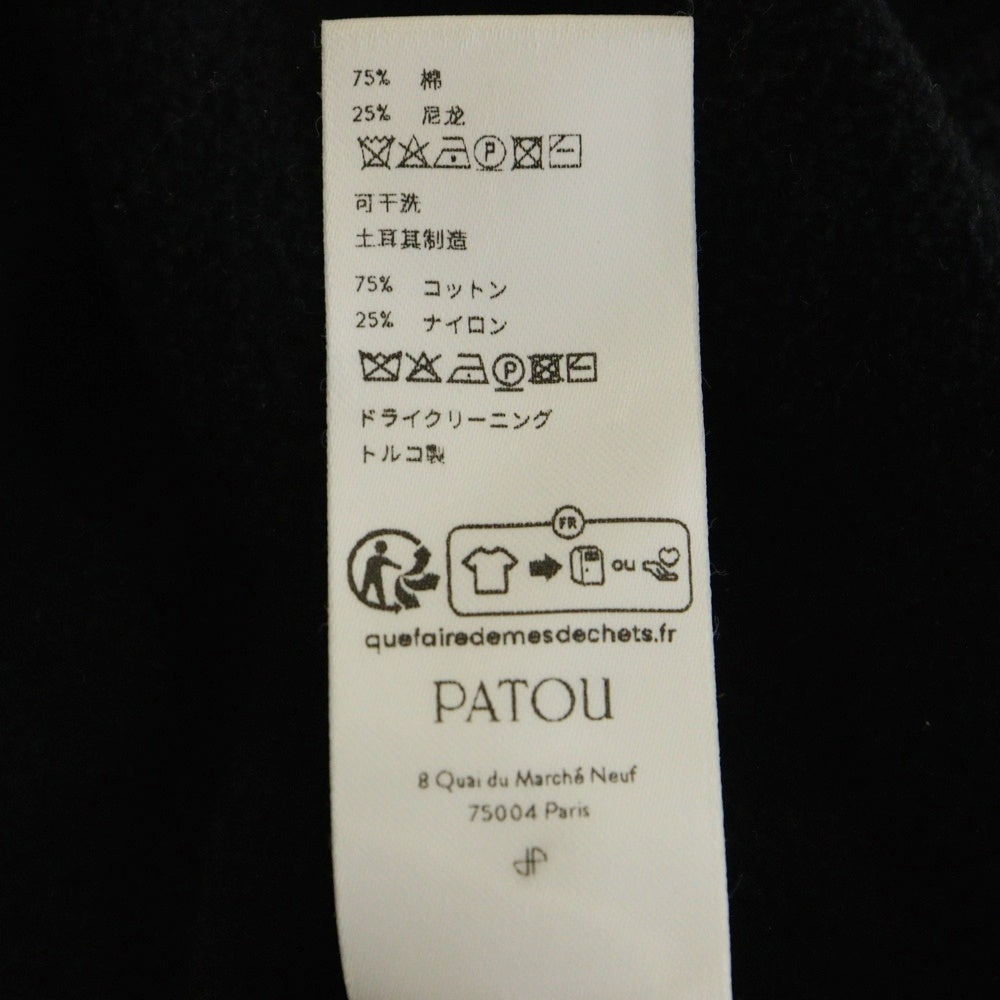 75% 棉
25% 尼龙
P
可干洗
土耳其制造
75% コットン
25% ナイロン
P
ドライクリーニング
トルコ製
FR
ou
quefairedemesdechets.fr
PATOU
8 Quai du Marché Neuf
75004 Paris
JP